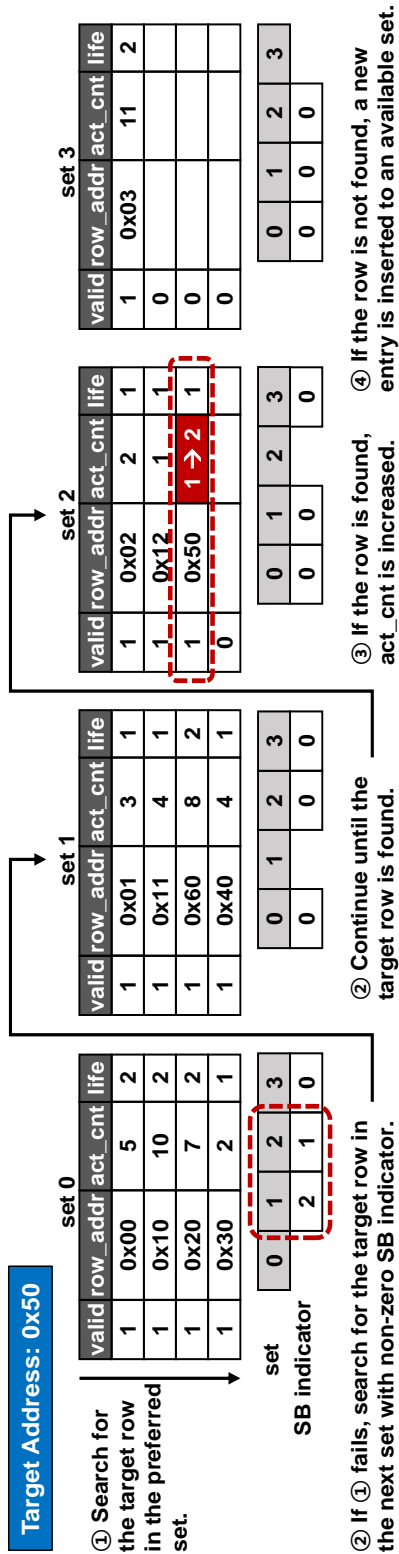 Target Address: 0x50
① Search for
the target row
in the preferred
set.
set 0
valid row_addr act_cnt life
1 0x00 5 2
1 0x10 10 2
1 0x20 7 2
1 0x30 2 1
set 0 1 2 3
SB indicator 2 1 0
② If ① fails, search for the target row in
the next set with non-zero SB indicator.
set 1
valid row_addr act_cnt life
1 0x01 3 1
1 0x11 4 1
1 0x60 8 2
1 0x40 4 1
0 1 2 3
0 0 0
② Continue until the
target row is found.
set 2
valid row_addr act_cnt life
1 0x02 2 1
1 0x12 1 1
1 0x50 1 → 2 1
0
0 1 2 3
0 0 0
③ If the row is found,
act_cnt is increased.
set 3
valid row_addr act_cnt life
1 0x03 11 2
0
0
0
0 1 2 3
0 0 0
④ If the row is not found, a new
entry is inserted to an available set.